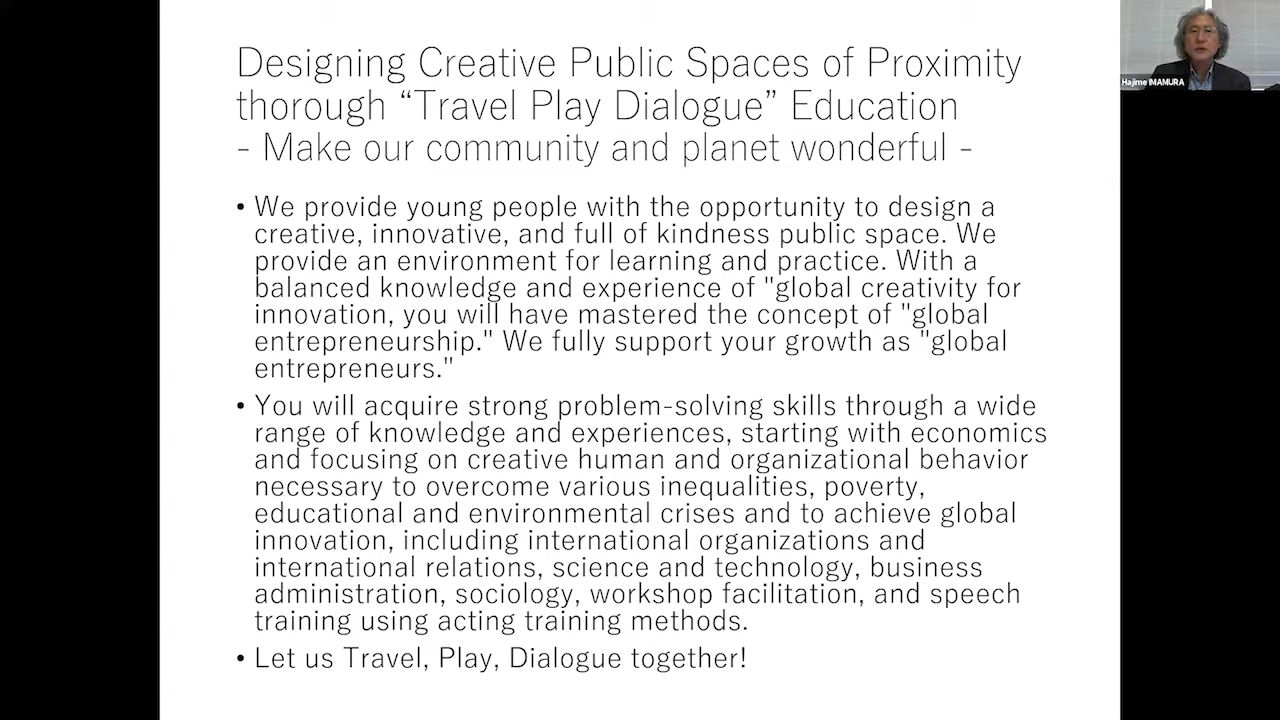 Designing Creative Public Spaces of Proximity
thorough “Travel Play Dialogue” Education
- Make our community and planet wonderful -
• We provide young people with the opportunity to design a
creative, innovative, and full of kindness public space. We
provide an environment for learning and practice. With a
balanced knowledge and experience of "global creativity for
innovation, you will have mastered the concept of "global
entrepreneurship." We fully support your growth as "global
entrepreneurs."
• You will acquire strong problem-solving skills through a wide
range of knowledge and experiences, starting with economics
and focusing on creative human and organizational behavior
necessary to overcome various inequalities, poverty,
educational and environmental crises and to achieve global
innovation, including international organizations and
international relations, science and technology, business
administration, sociology, workshop facilitation, and speech
training using acting training methods.
• Let us Travel, Play, Dialogue together!
Hajime IMAMURA